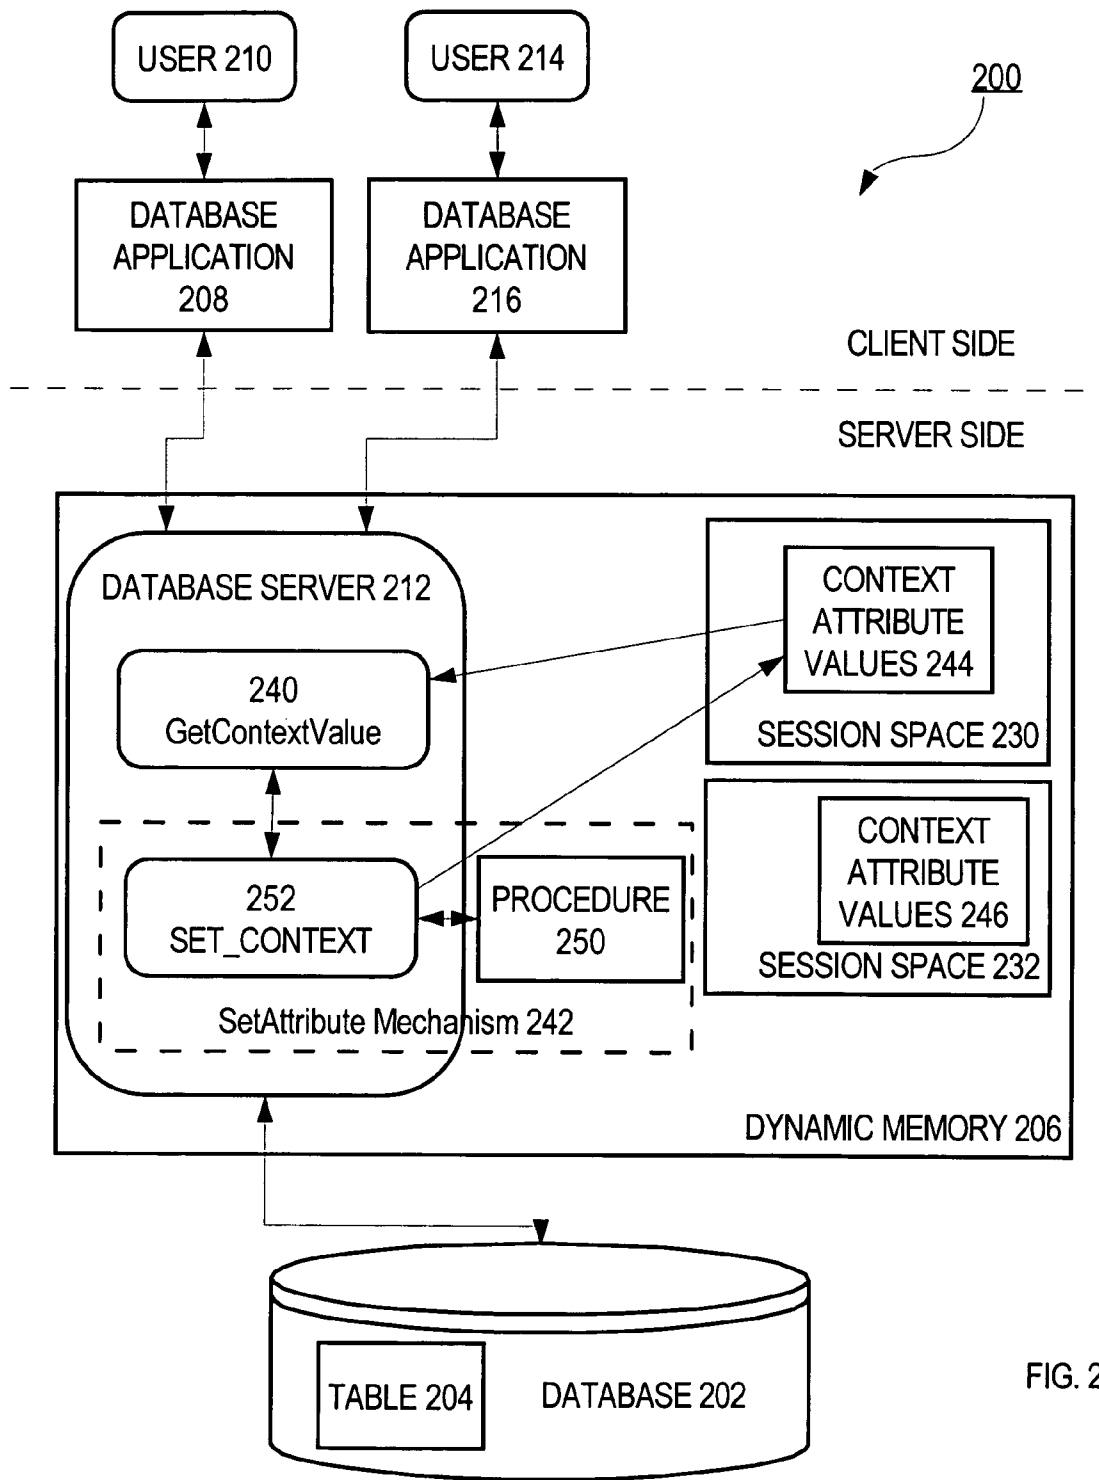 USER 210
USER 214
200
DATABASE
APPLICATION
208
DATABASE
APPLICATION
216
CLIENT SIDE
SERVER SIDE
DATABASE SERVER 212
CONTEXT
ATTRIBUTE
VALUES 244
240
GetContextValue
SESSION SPACE 230
CONTEXT
ATTRIBUTE
VALUES 246
252
SET_CONTEXT
PROCEDURE
250
SESSION SPACE 232
SetAttribute Mechanism 242
DYNAMIC MEMORY 206
TABLE 204
DATABASE 202
FIG. 2